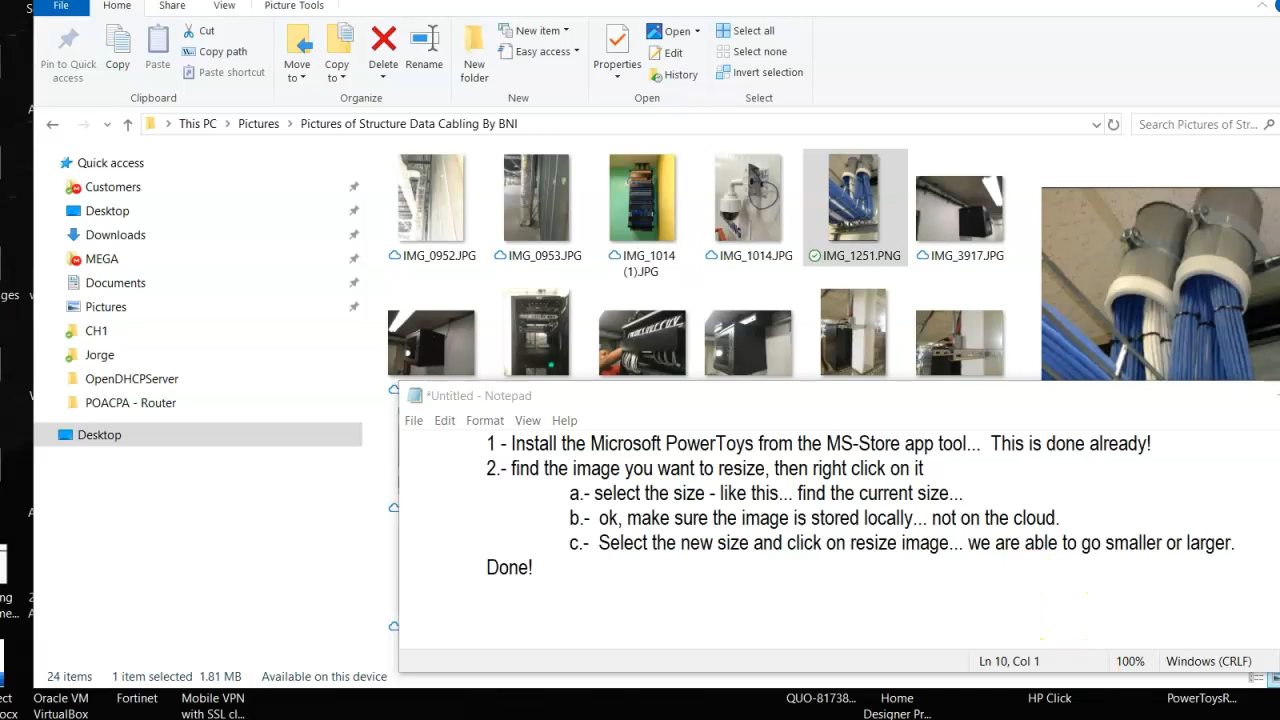 File Home Share View Picture Tools
Pin to Quick access
Copy
Paste
Cut
Copy path
Paste shortcut
Clipboard
Move to
Copy to
Delete
Rename
Organize
New folder
New item
Easy access
New
Properties
Open
Edit
History
Open
Select all
Select none
Invert selection
Select
This PC > Pictures > Pictures of Structure Data Cabling By BNI
Search Pictures of Str...
Quick access
Customers
Desktop
Downloads
MEGA
Documents
Pictures
CH1
Jorge
OpenDHCPServer
POACPA - Router
Desktop
IMG_0952.JPG
IMG_0953.JPG
IMG_1014 (1).JPG
IMG_1014.JPG
IMG_1251.PNG
IMG_3917.JPG
*Untitled - Notepad
File Edit Format View Help
1 - Install the Microsoft PowerToys from the MS-Store app tool... This is done already!
2.- find the image you want to resize, then right click on it
a.- select the size - like this... find the current size...
b.- ok, make sure the image is stored locally... not on the cloud.
c.- Select the new size and click on resize image... we are able to go smaller or larger.
Done!
Ln 10, Col 1 100% Windows (CRLF)
24 items 1 item selected 1.81 MB Available on this device
Oracle VM VirtualBox
Fortinet
Mobile VPN with SSL cl...
QUO-81738...
Home Designer Pr...
HP Click
PowerToysR...